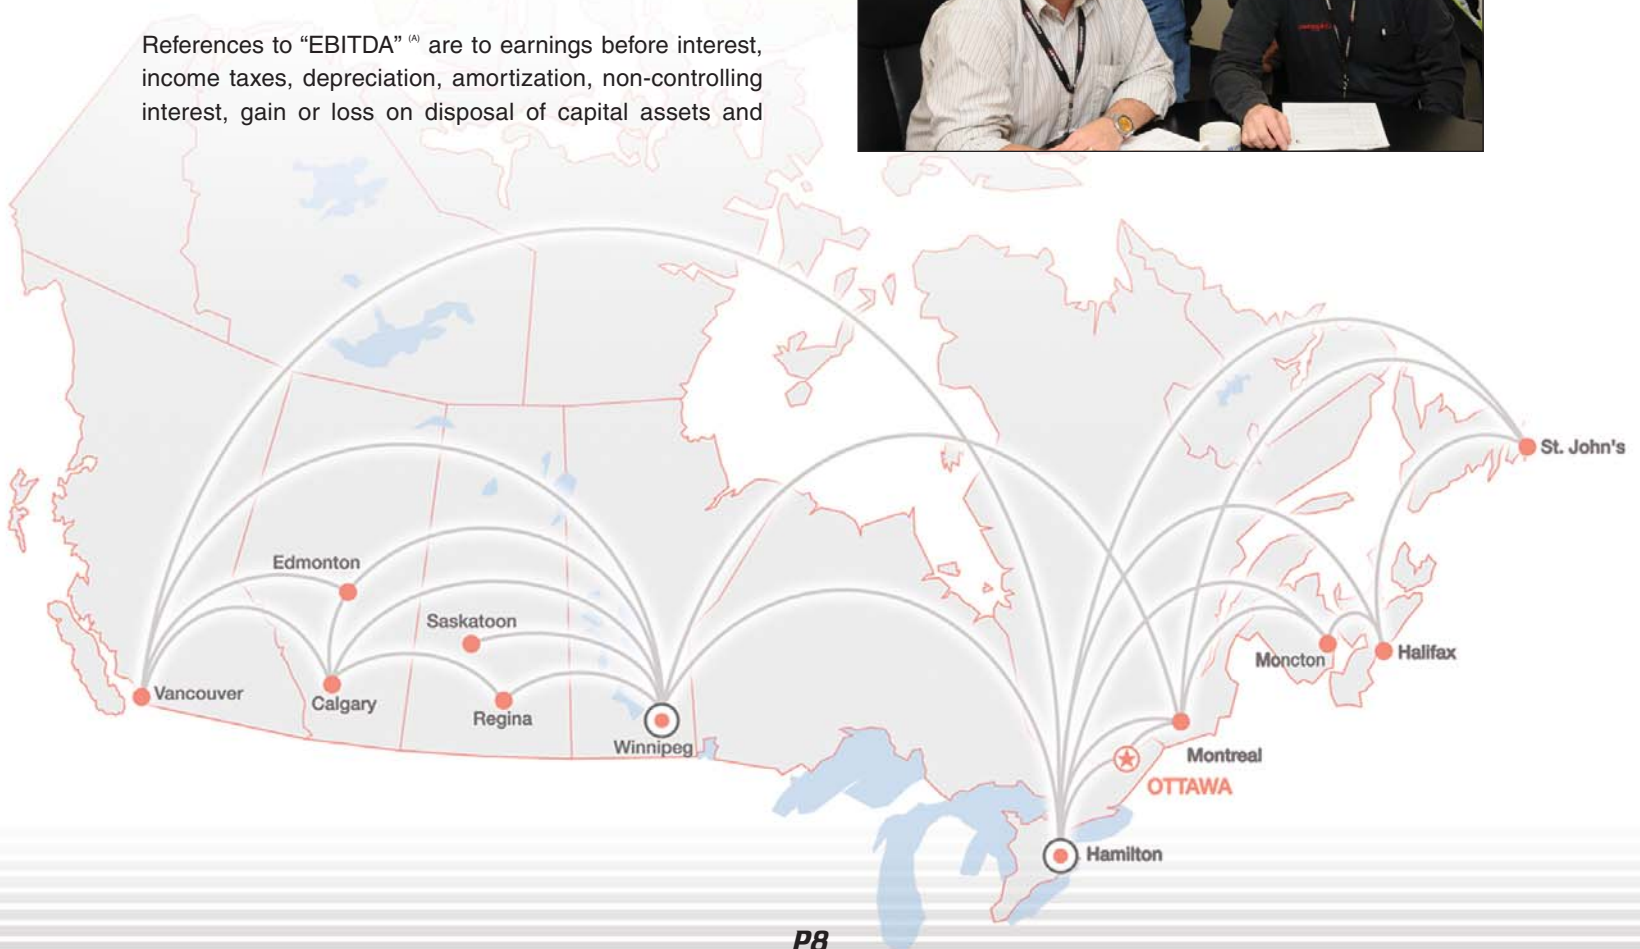 References to “EBITDA” (A) are to earnings before interest,
income taxes, depreciation, amortization, non-controlling
interest, gain or loss on disposal of capital assets and
St. John's
Edmonton
Saskatoon
Halifax
Moncton
Vancouver
Calgary
Regina
Winnipeg
Montreal
OTTAWA
Hamilton
P8